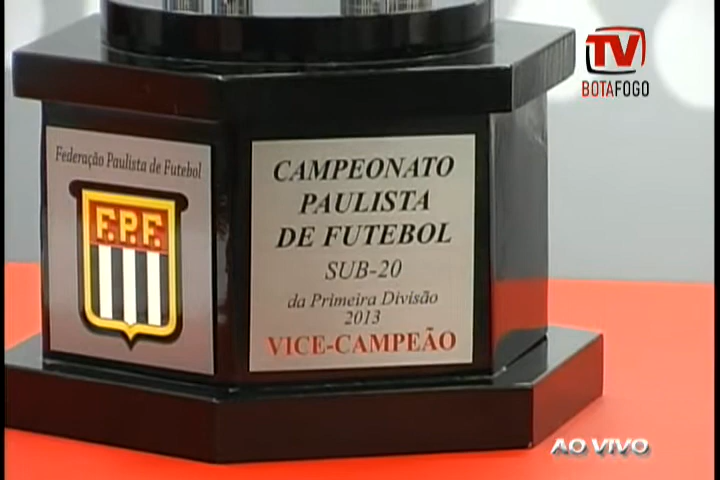 TV
BOTAFOGO
Federação Paulista de Futebol
F.P.F.
CAMPEONATO
PAULISTA
DE FUTEBOL
SUB-20
da Primeira Divisão
2013
VICE-CAMPEÃO
AO VIVO